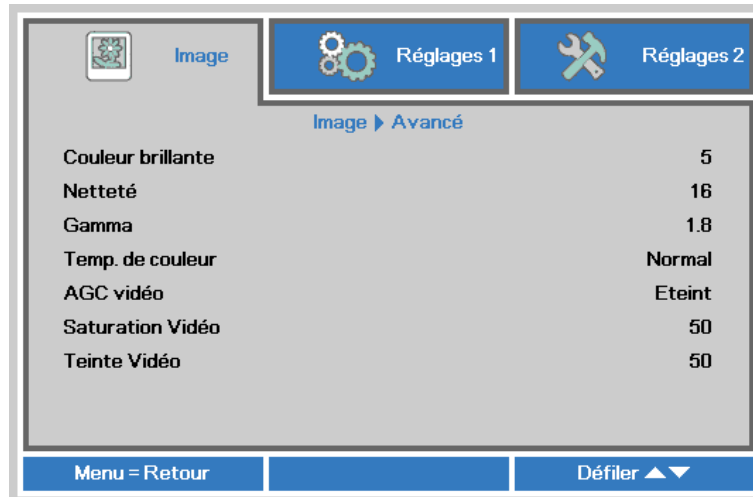 Image
Réglages 1
Réglages 2
Image Avancé
Couleur brillante 5
Netteté 16
Gamma 1.8
Temp. de couleur Normal
AGC vidéo Eteint
Saturation Vidéo 50
Teinte Vidéo 50
Menu = Retour
Défiler